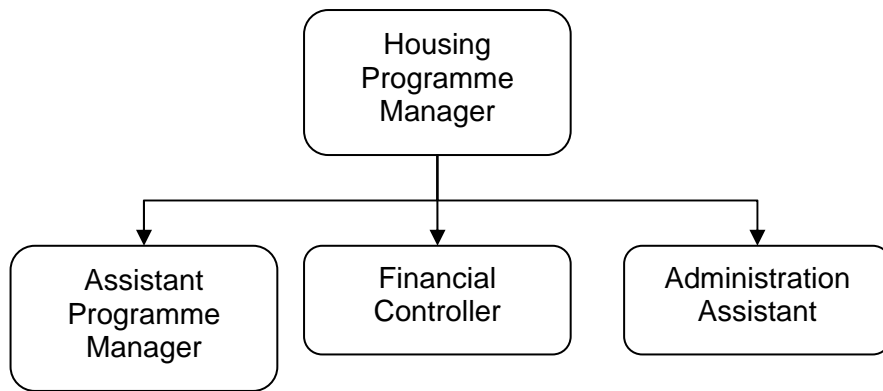 Housing
Programme
Manager
Assistant
Programme
Manager
Financial
Controller
Administration
Assistant